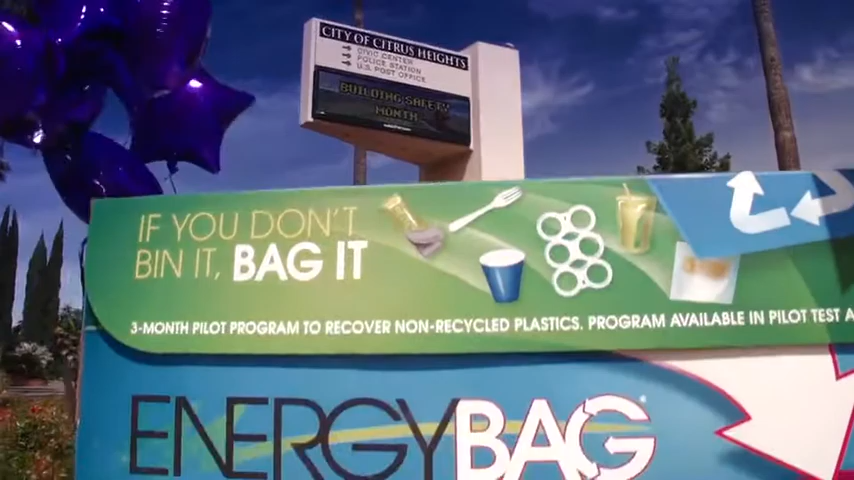 CITY OF CITRUS HEIGHTS
CIVIC CENTER
POLICE STATION
U.S. POST OFFICE
BUILDING SAFETY
MONTH
IF YOU DON'T
BIN IT, BAG IT
3-MONTH PILOT PROGRAM TO RECOVER NON-RECYCLED PLASTICS. PROGRAM AVAILABLE IN PILOT TEST A
ENERGYBAG